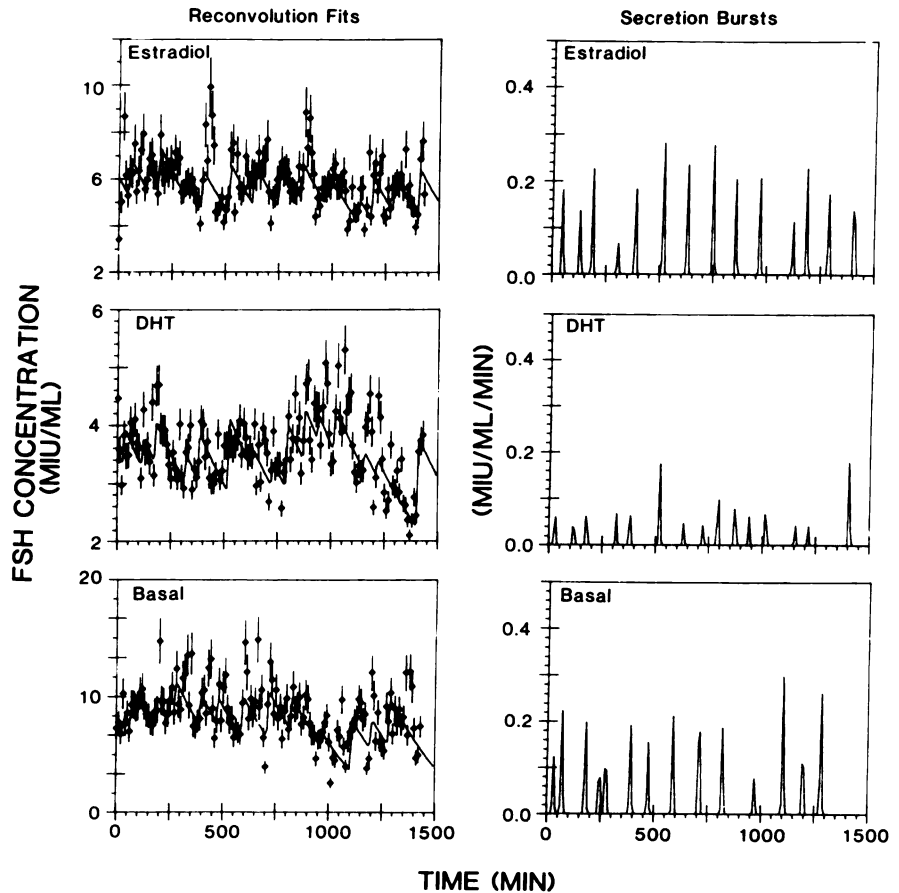 Reconvolution Fits
Secretion Bursts
Estradiol
10
6
2
Estradiol
0.4
0.2
0.0
FSH CONCENTRATION
(MIU/ML)
DHT
6
4
2
(MIU/ML/MIN)
DHT
0.4
0.2
0.0
Basal
20
10
0
0 500 1000 1500
Basal
0.4
0.2
0.0
0 500 1000 1500
TIME (MIN)